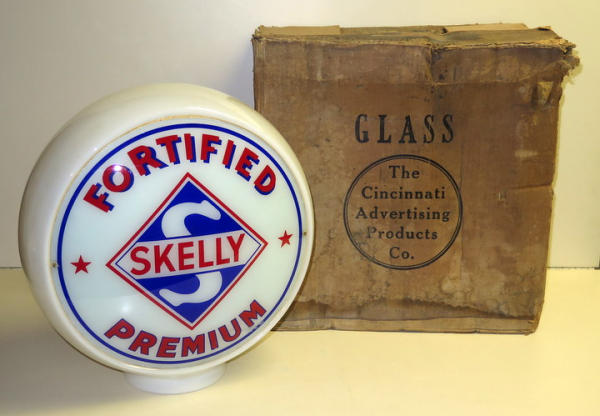 FORTIFIED
S
SKELLY
PREMIUM
GLASS
The
Cincinnati
Advertising
Products
Co.